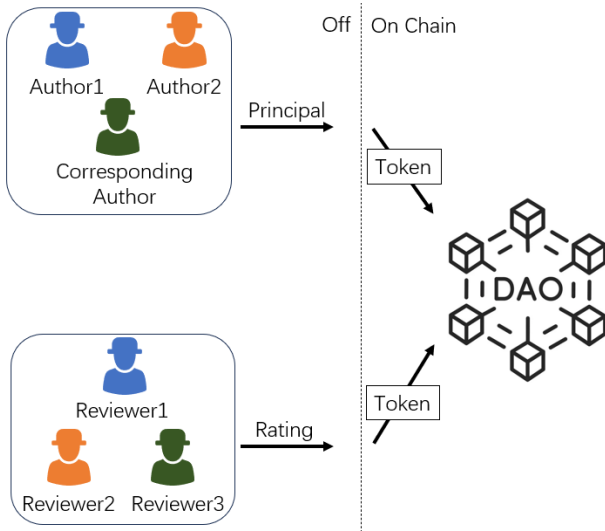 Off On Chain
Author1 Author2
Corresponding
Author
Principal
Token
DAO
Reviewer1
Reviewer2 Reviewer3
Rating
Token